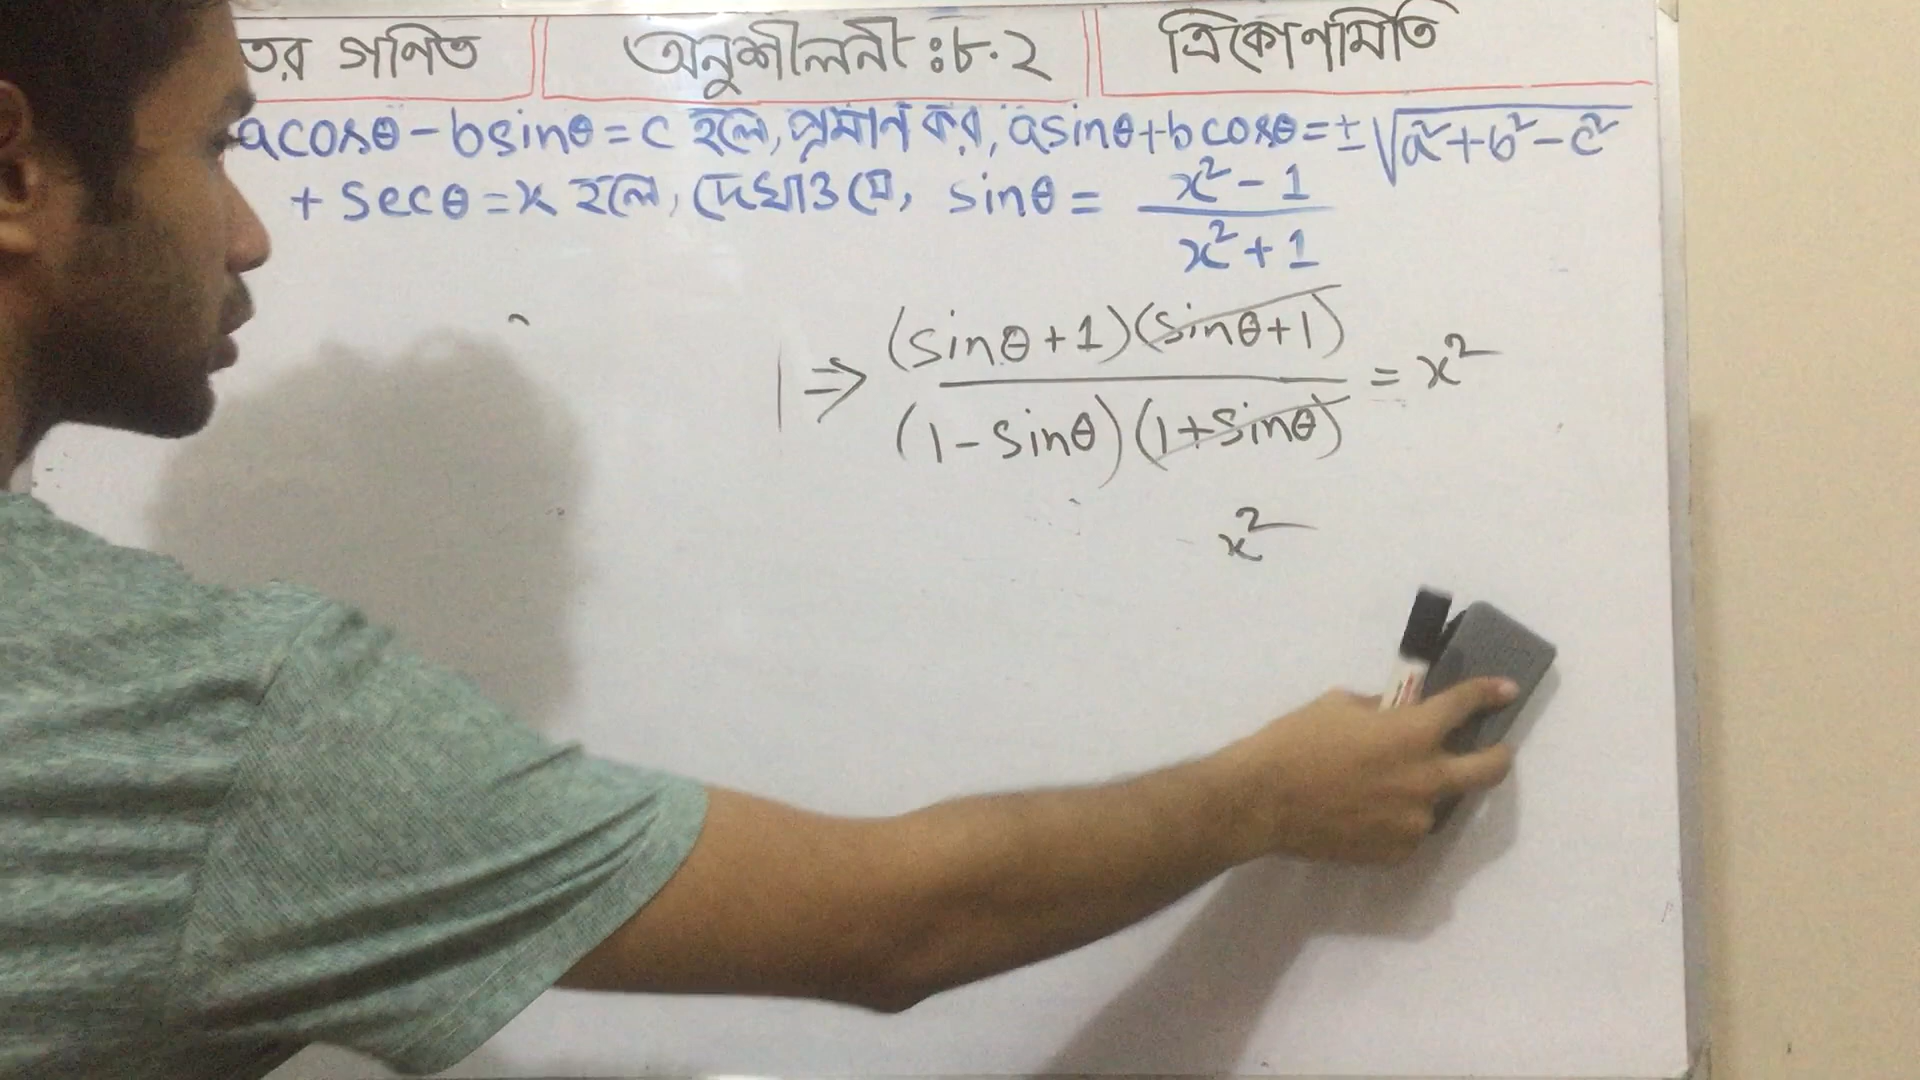 তর গণিত অনুশীলনী : ৮.২ ত্রিকোণমিতি
acosθ - bsinθ = c হলে, প্রমাণ কর, asinθ + bcosθ = ± √a² + b² - c²
+ secθ = x হলে, দেখাও যে, sinθ = x² - 1 / x² + 1
⇒ (sinθ + 1)(sinθ + 1) / (1 - sinθ)(1 + sinθ) = x²
x²